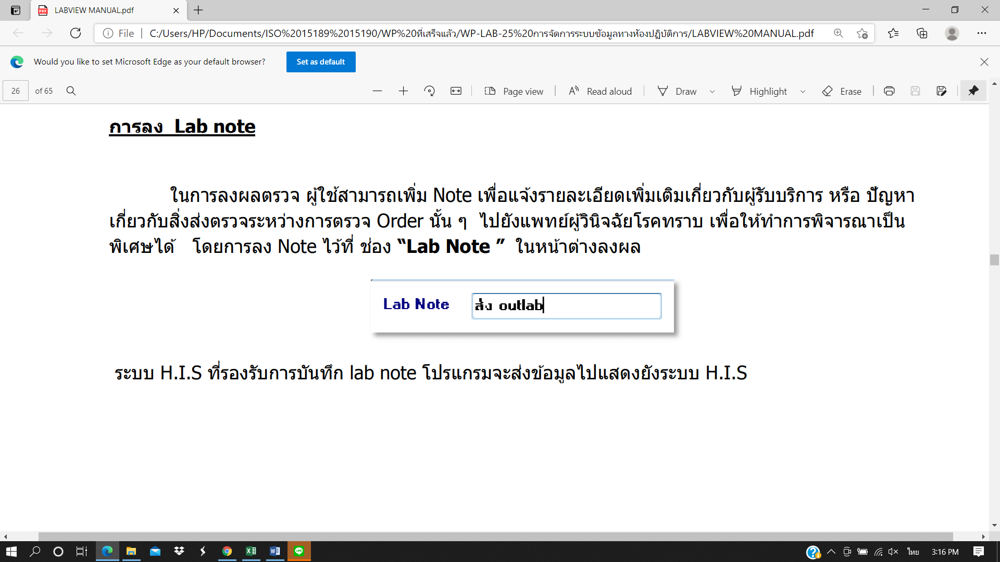 LABVIEW MANUAL.pdf
File | C:/Users/HP/Documents/ISO%2015189%2015190/WP%20ที่เสร็จแล้ว/WP-LAB-25%20การจัดการระบบข้อมูลทางห้องปฏิบัติการ/LABVIEW%20MANUAL.pdf
Would you like to set Microsoft Edge as your default browser? Set as default
26 of 65 Page view Read aloud Draw Highlight Erase
การลง Lab note
ในการลงผลตรวจ ผู้ใช้สามารถเพิ่ม Note เพื่อแจ้งรายละเอียดเพิ่มเติมเกี่ยวกับผู้รับบริการ หรือ ปัญหา
เกี่ยวกับสิ่งส่งตรวจระหว่างการตรวจ Order นั้น ๆ ไปยังแพทย์ผู้วินิจฉัยโรคทราบ เพื่อให้ทำการพิจารณาเป็น
พิเศษได้ โดยการลง Note ไว้ที่ ช่อง “Lab Note ” ในหน้าต่างลงผล
Lab Note ส่ง outlab
ระบบ H.I.S ที่รองรับการบันทึก lab note โปรแกรมจะส่งข้อมูลไปแสดงยังระบบ H.I.S
ไทย 3:16 PM